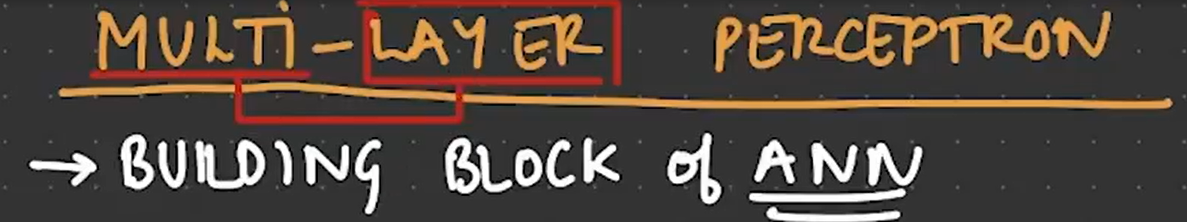 MULTI-LAYER PERCEPTRON
→ BUILDING BLOCK of ANN